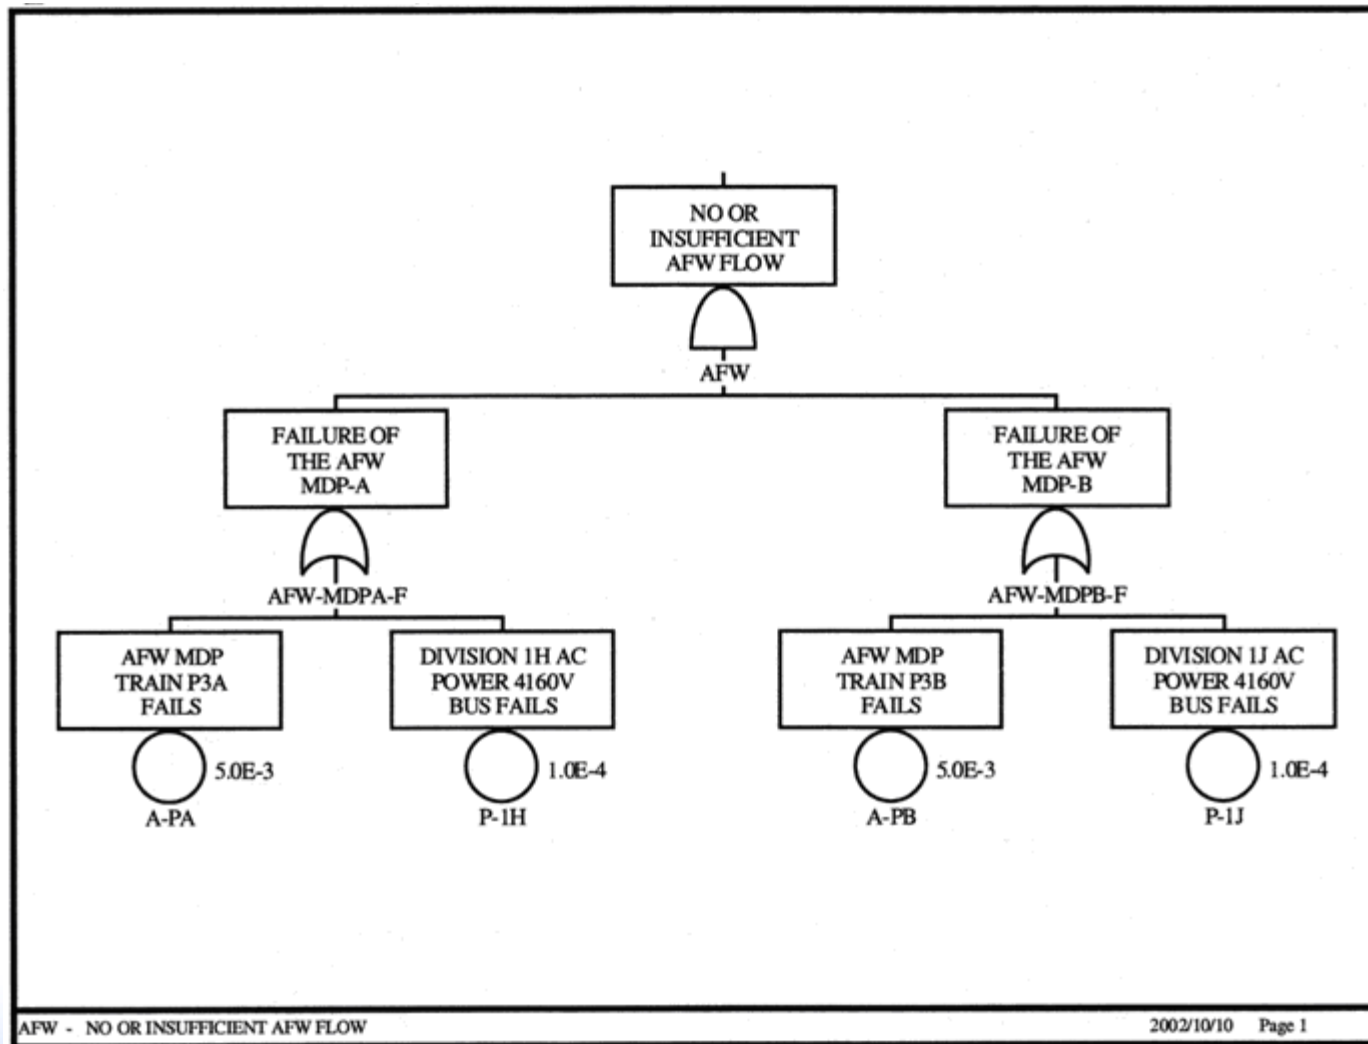 NO OR
INSUFFICIENT
AFW FLOW
AFW
FAILURE OF
THE AFW
MDP-A
FAILURE OF
THE AFW
MDP-B
AFW-MDPA-F
AFW-MDPB-F
AFW MDP
TRAIN P3A
FAILS
DIVISION 1H AC
POWER 4160V
BUS FAILS
AFW MDP
TRAIN P3B
FAILS
DIVISION 1J AC
POWER 4160V
BUS FAILS
5.0E-3
1.0E-4
5.0E-3
1.0E-4
A-PA
P-1H
A-PB
P-1J
AFW - NO OR INSUFFICIENT AFW FLOW
2002/10/10 Page 1